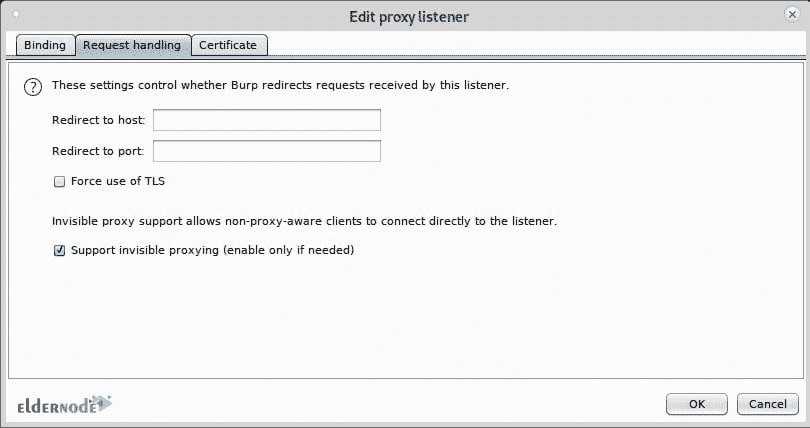 Edit proxy listener
Binding Request handling Certificate
? These settings control whether Burp redirects requests received by this listener.
Redirect to host:
Redirect to port:
Force use of TLS
Invisible proxy support allows non-proxy-aware clients to connect directly to the listener.
Support invisible proxying (enable only if needed)
elderNode
OK Cancel